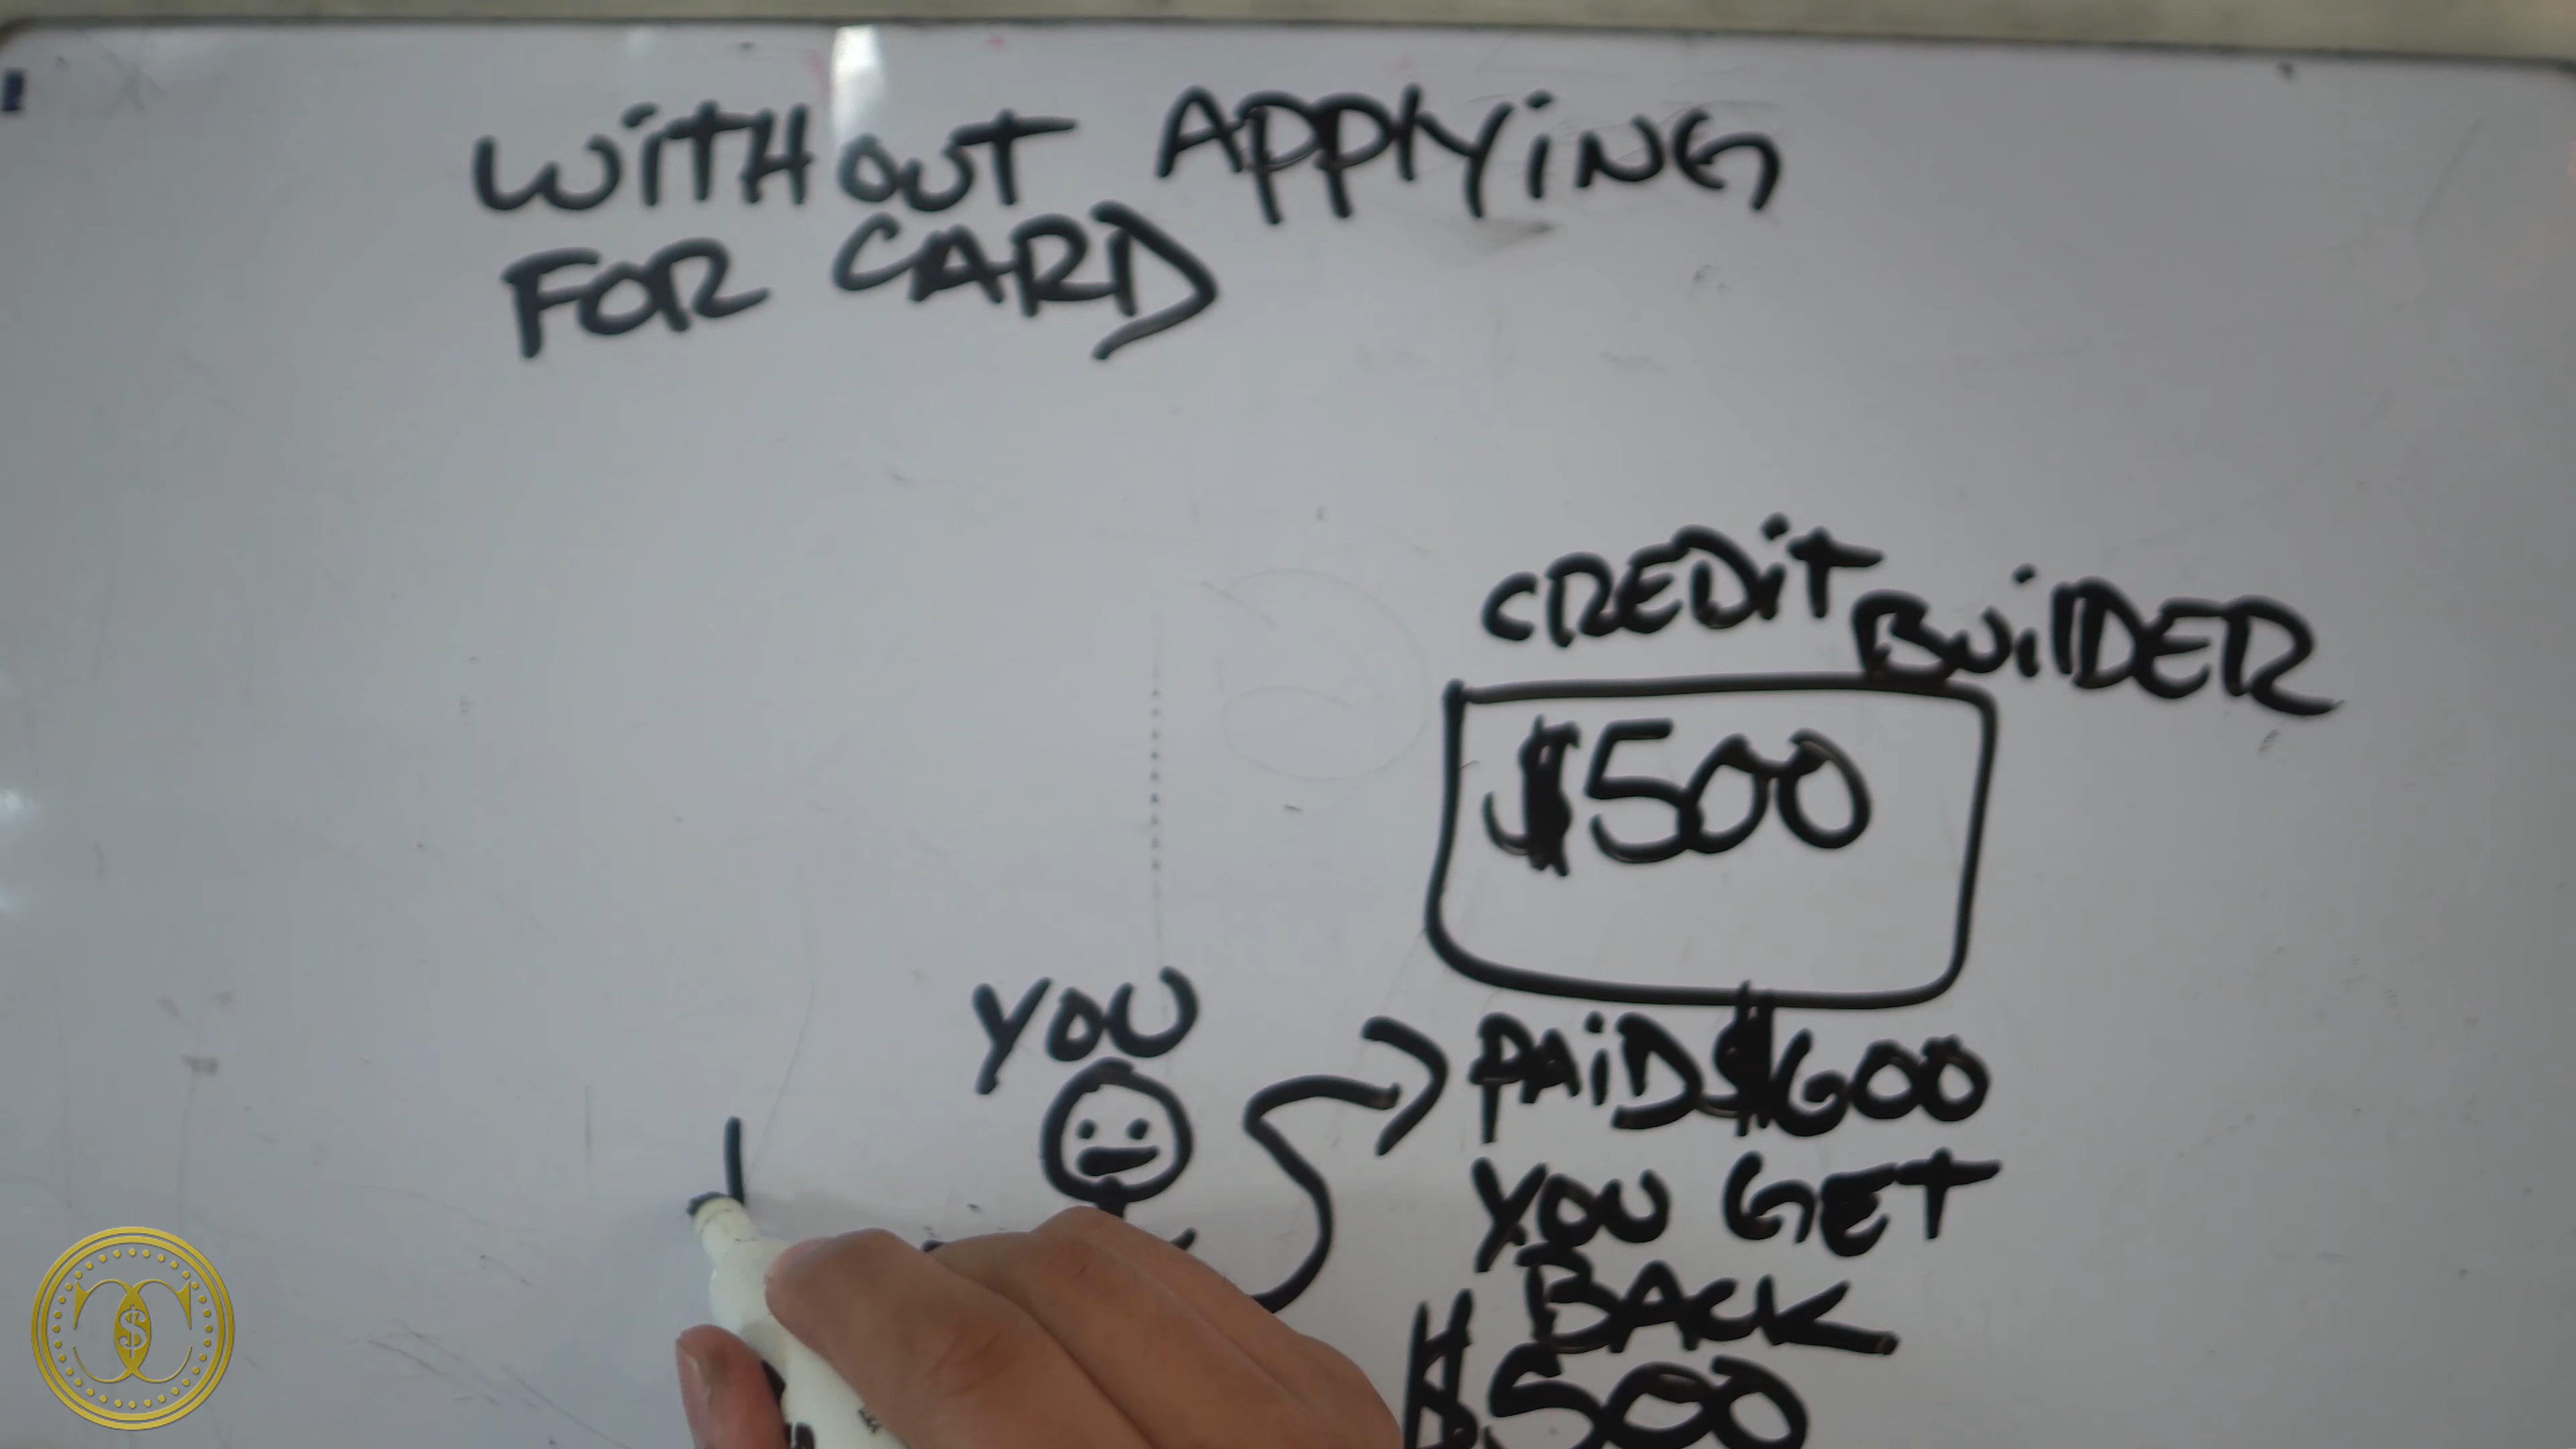 WiTHOUT APPLYiNG
FOR CARD
CREDiT BUiLDER
$500
YOU
PAiD $600
YOU GET
BACK
$500